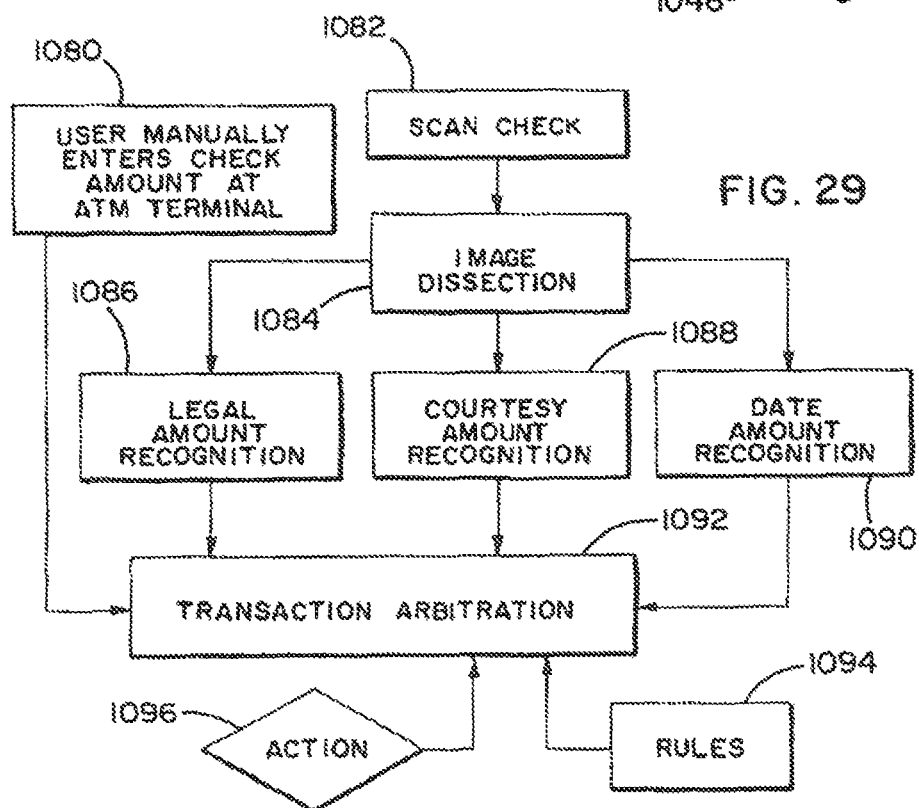 1046
1082
1080
SCAN CHECK
USER MANUALLY
ENTERS CHECK
AMOUNT AT
ATM TERMINAL
FIG. 29
IMAGE
DISSECTION
1086
1084
1088
LEGAL
AMOUNT
RECOGNITION
COURTESY
AMOUNT
RECOGNITION
DATE
AMOUNT
RECOGNITION
1092
1090
TRANSACTION ARBITRATION
1094
1096
ACTION
RULES